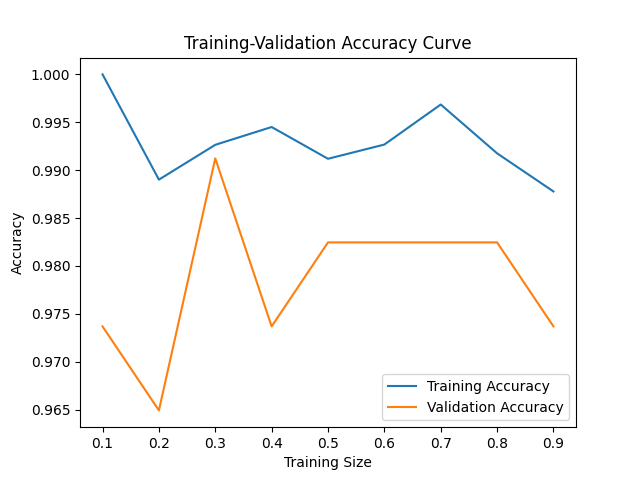 Training-Validation Accuracy Curve
1.000
0.995
0.990
0.985
0.980
0.975
0.970
0.965
Accuracy
Training Accuracy
Validation Accuracy
0.1 0.2 0.3 0.4 0.5 0.6 0.7 0.8 0.9
Training Size